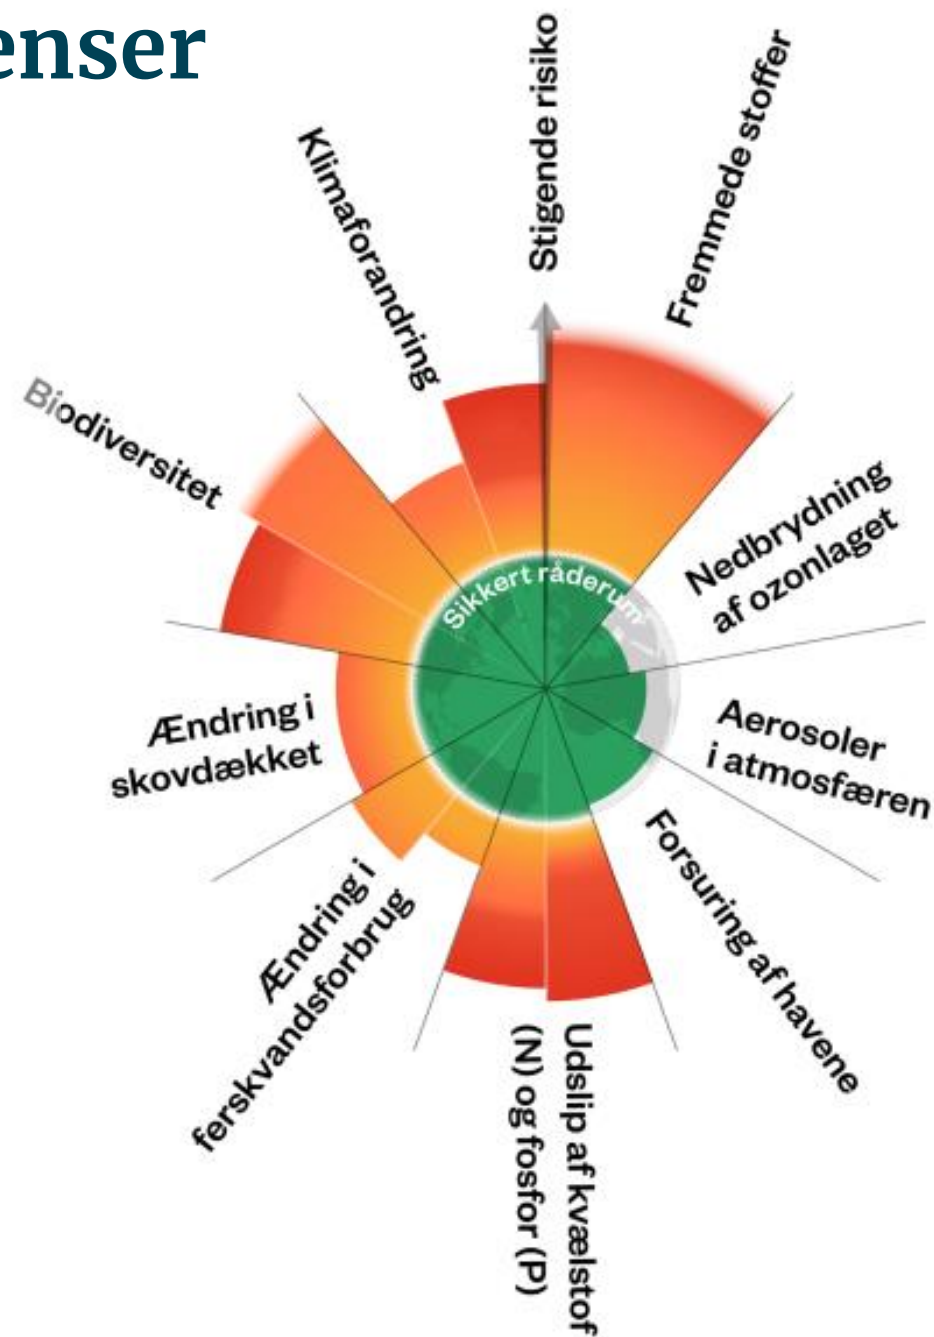 enser
Stigende risiko
Fremmede stoffer
Klimaforandring
Biodiversitet
Nedbrydning
af ozonlaget
Sikkert råderum
Ændring i
skovdækket
Aerosoler
i atmosfæren
Forsuring af havene
Ændring i
ferskvandsforbrug
Udslip af kvælstof
(N) og fosfor (P)